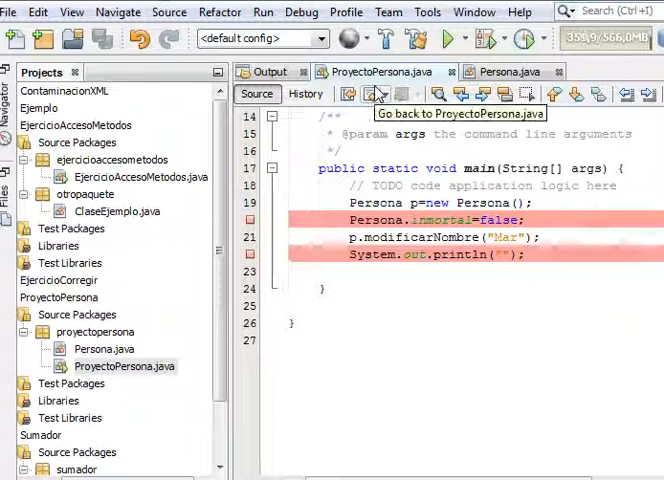 File Edit View Navigate Source Refactor Run Debug Profile Team Tools Window Help Search (Ctrl+I)
<default config>
Projects Output ProyectoPersona.java Persona.java
Source History
Go back to ProyectoPersona.java
Navigator
Files
ContaminacionXML
Ejemplo
EjercicioAccesoMetodos
Source Packages
ejercicioaccesometodos
EjercicioAccesoMetodos.java
otropaquete
ClaseEjemplo.java
Test Packages
Libraries
Test Libraries
EjercicioCorregir
ProyectoPersona
Source Packages
proyectopersona
Persona.java
ProyectoPersona.java
Test Packages
Libraries
Test Libraries
Sumador
Source Packages
sumador
14 /**
15 * @param args the command line arguments
16 */
17 public static void main(String[] args) {
18 // TODO code application logic here
19 Persona p=new Persona();
Persona.inmortal=false;
21 p.modificarNombre("Mar");
System.out.println("");
23
24 }
25
26 }
27